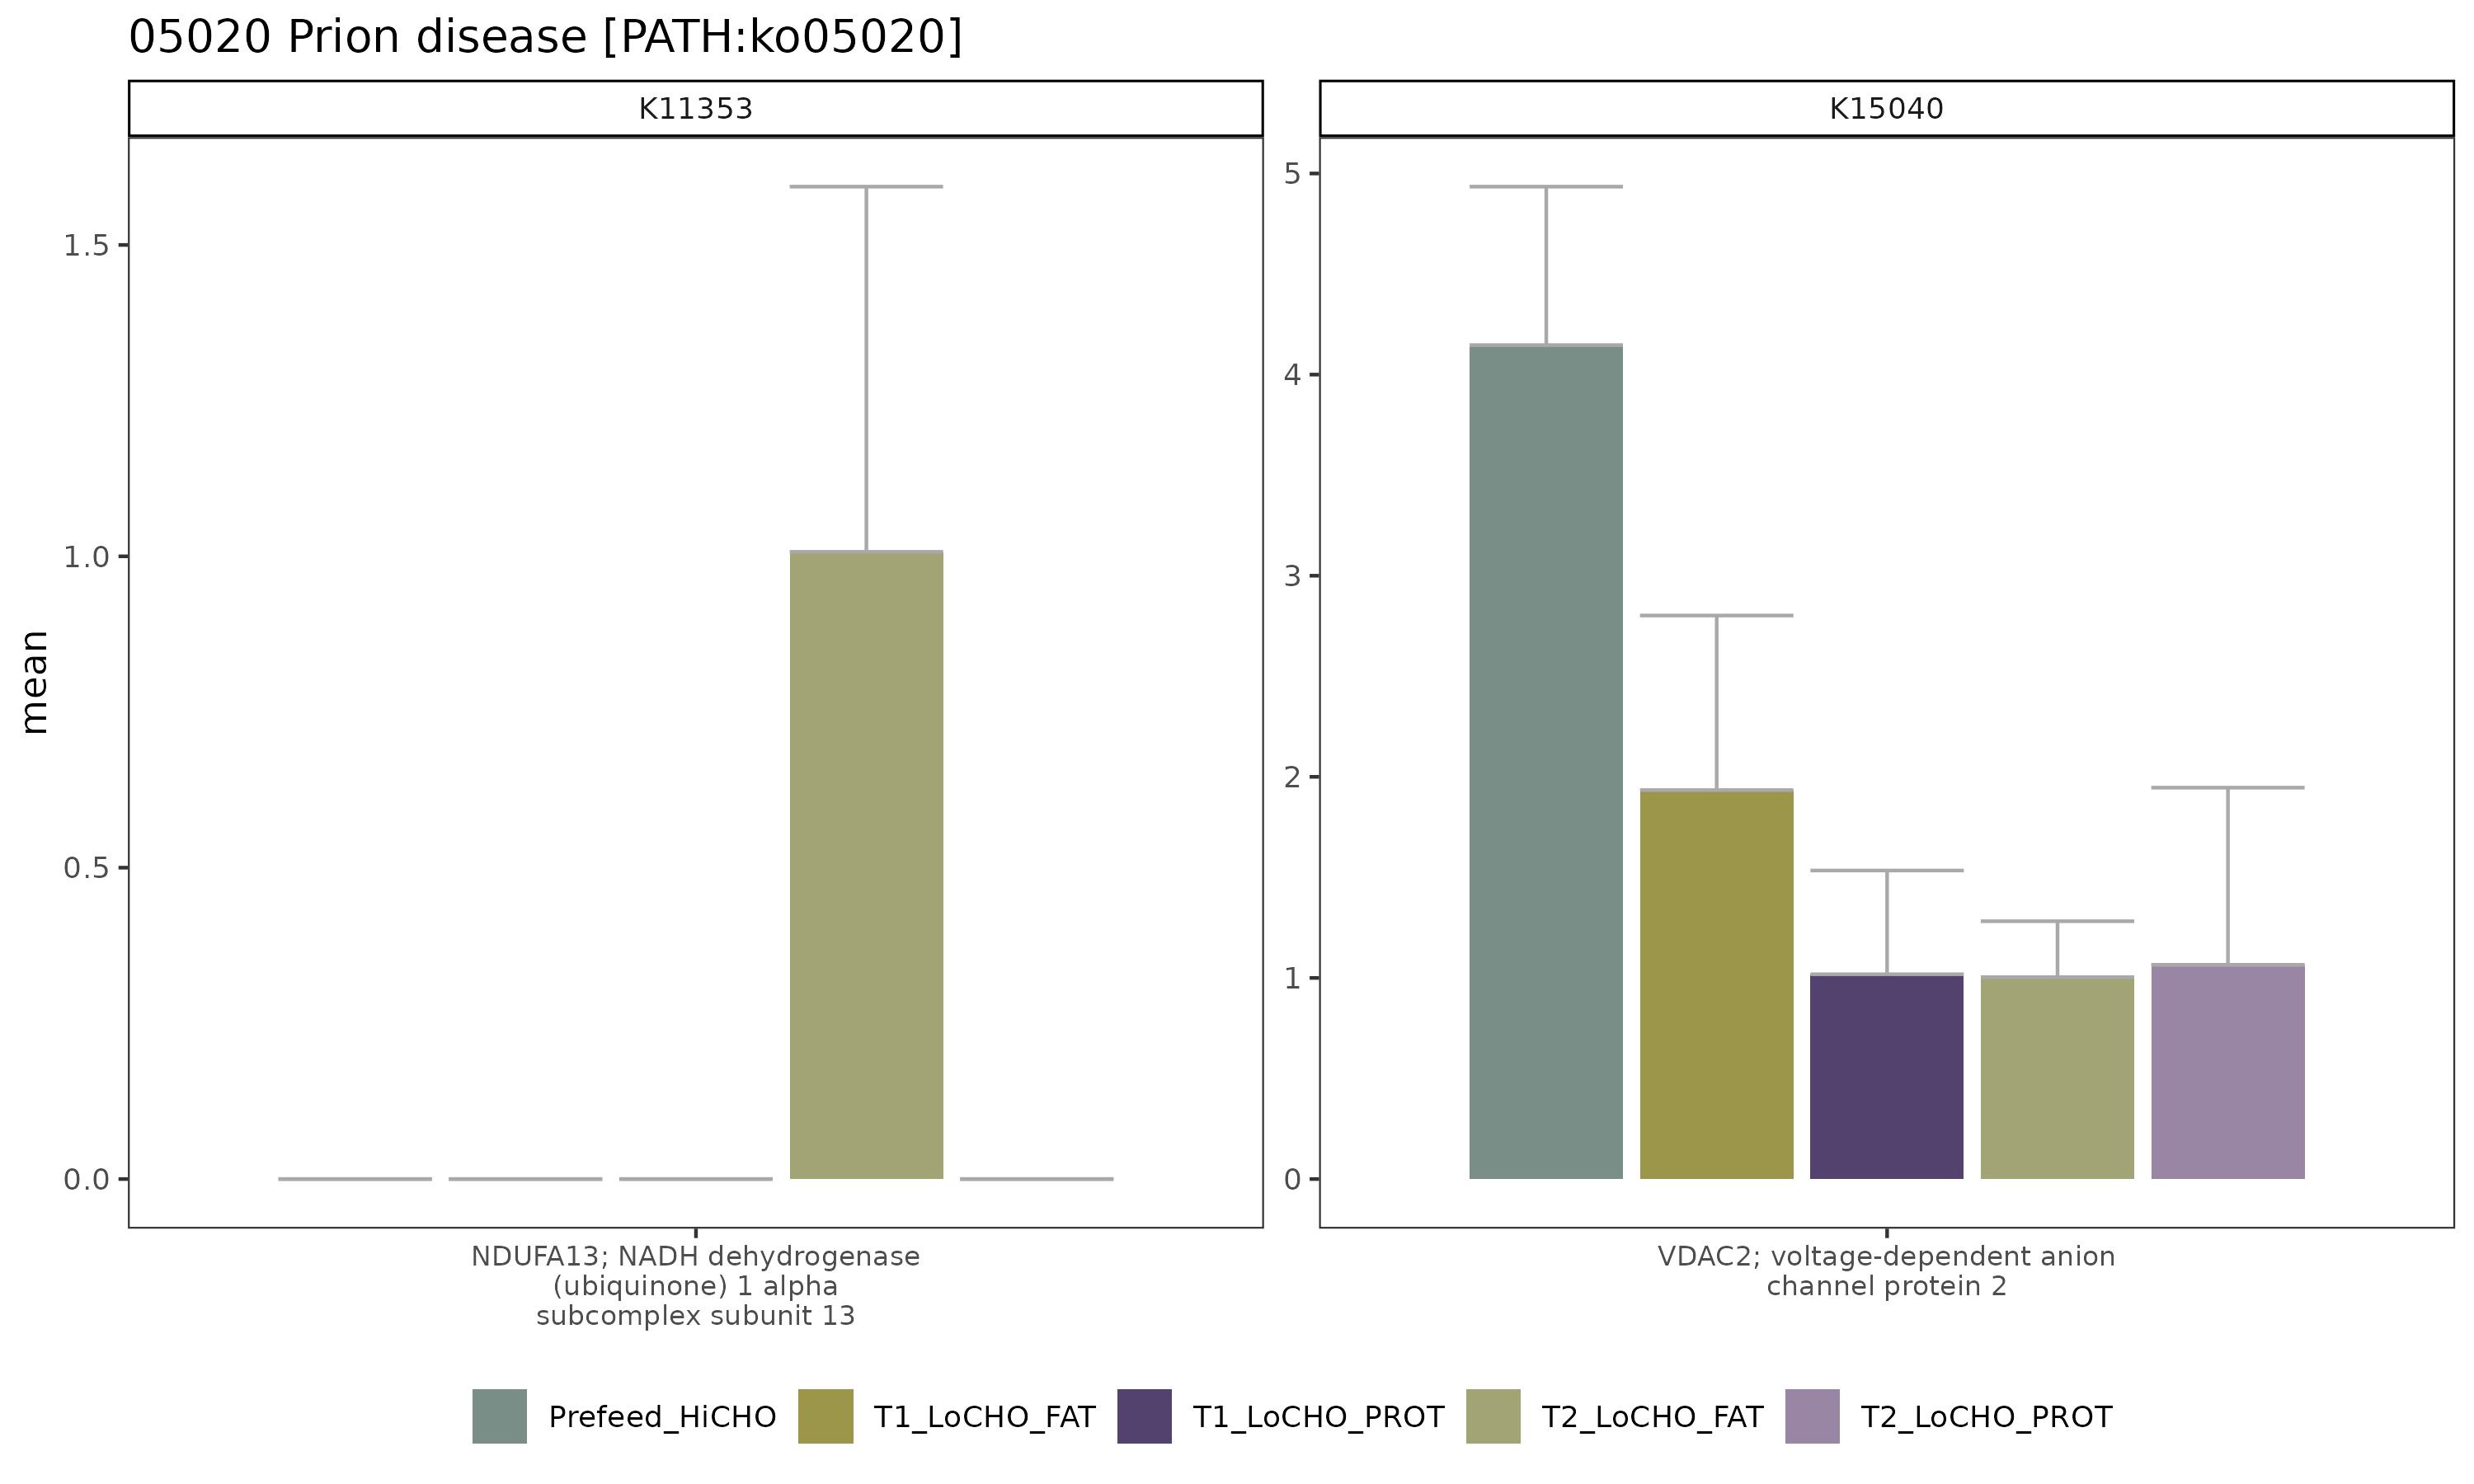 05020 Prion disease [PATH:ko05020]
K11353
K15040
mean
1.5
1.0
0.5
0.0
5
4
3
2
1
0
NDUFA13; NADH dehydrogenase
(ubiquinone) 1 alpha
subcomplex subunit 13
VDAC2; voltage-dependent anion
channel protein 2
Prefeed_HiCHO
T1_LoCHO_FAT
T1_LoCHO_PROT
T2_LoCHO_FAT
T2_LoCHO_PROT